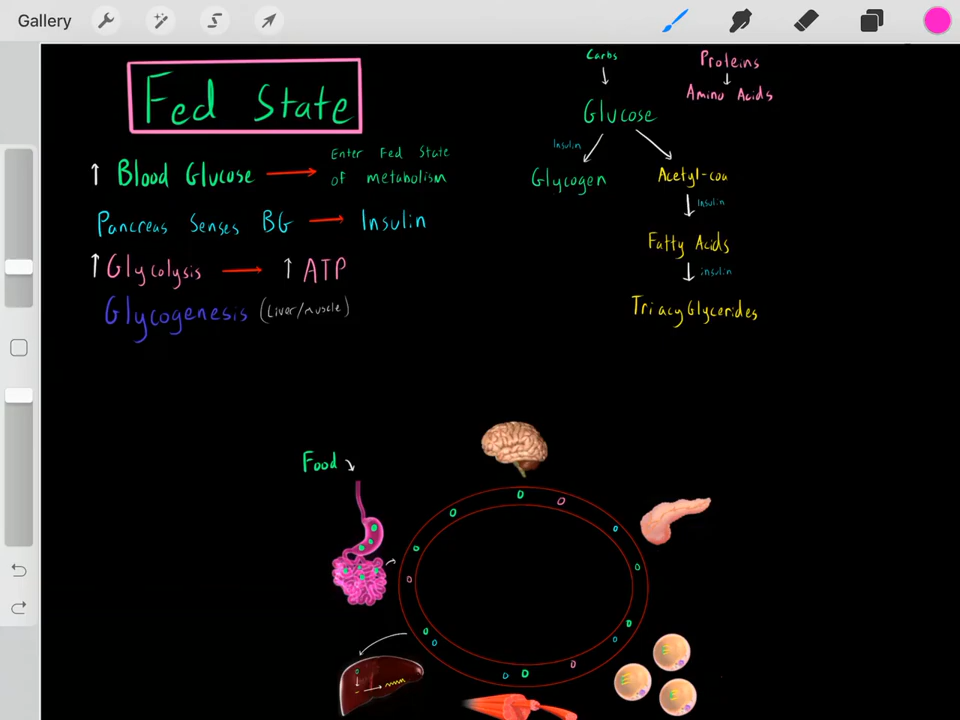 Gallery
Fed State
↑ Blood Glucose → Enter Fed State
of metabolism
Pancreas Senses BG → Insulin
↑ Glycolysis → ↑ ATP
Glycogenesis (Liver/muscle)
Carbs
Proteins
Amino Acids
Glucose
Insulin
Glycogen
Acetyl-coa
Insulin
Fatty Acids
insulin
TriacyGlycerides
Food